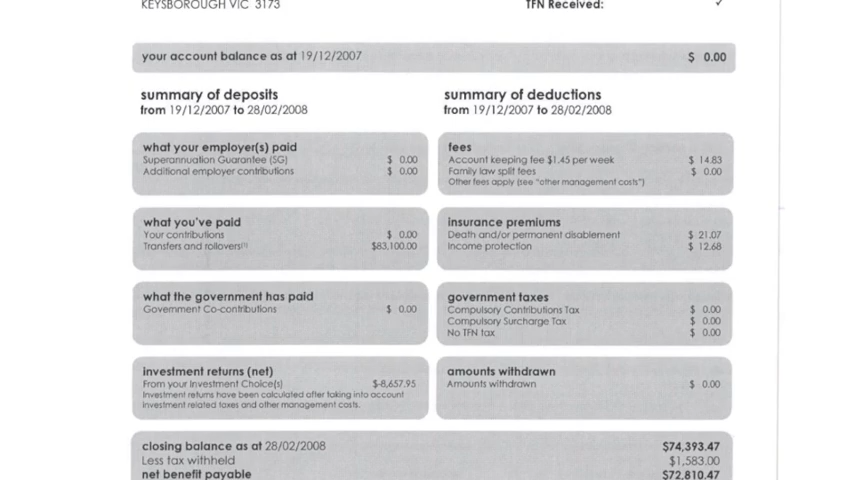 KEYSBOROUGH VIC 3173
TFN Received: ✓
your account balance as at 19/12/2007 $ 0.00
summary of deposits
from 19/12/2007 to 28/02/2008
what your employer(s) paid
Superannuation Guarantee (SG) $ 0.00
Additional employer contributions $ 0.00
what you've paid
Your contributions $ 0.00
Transfers and rollovers(1) $83,100.00
what the government has paid
Government Co-contributions $ 0.00
investment returns (net)
From your Investment Choice(s) $-8,657.95
Investment returns have been calculated after taking into account
investment related taxes and other management costs.
summary of deductions
from 19/12/2007 to 28/02/2008
fees
Account keeping fee $1.45 per week $ 14.83
Family law split fees $ 0.00
Other fees apply (see "other management costs")
insurance premiums
Death and/or permanent disablement $ 21.07
Income protection $ 12.68
government taxes
Compulsory Contributions Tax $ 0.00
Compulsory Surcharge Tax $ 0.00
No TFN tax $ 0.00
amounts withdrawn
Amounts withdrawn $ 0.00
closing balance as at 28/02/2008 $74,393.47
Less tax withheld $1,583.00
net benefit payable $72,810.47